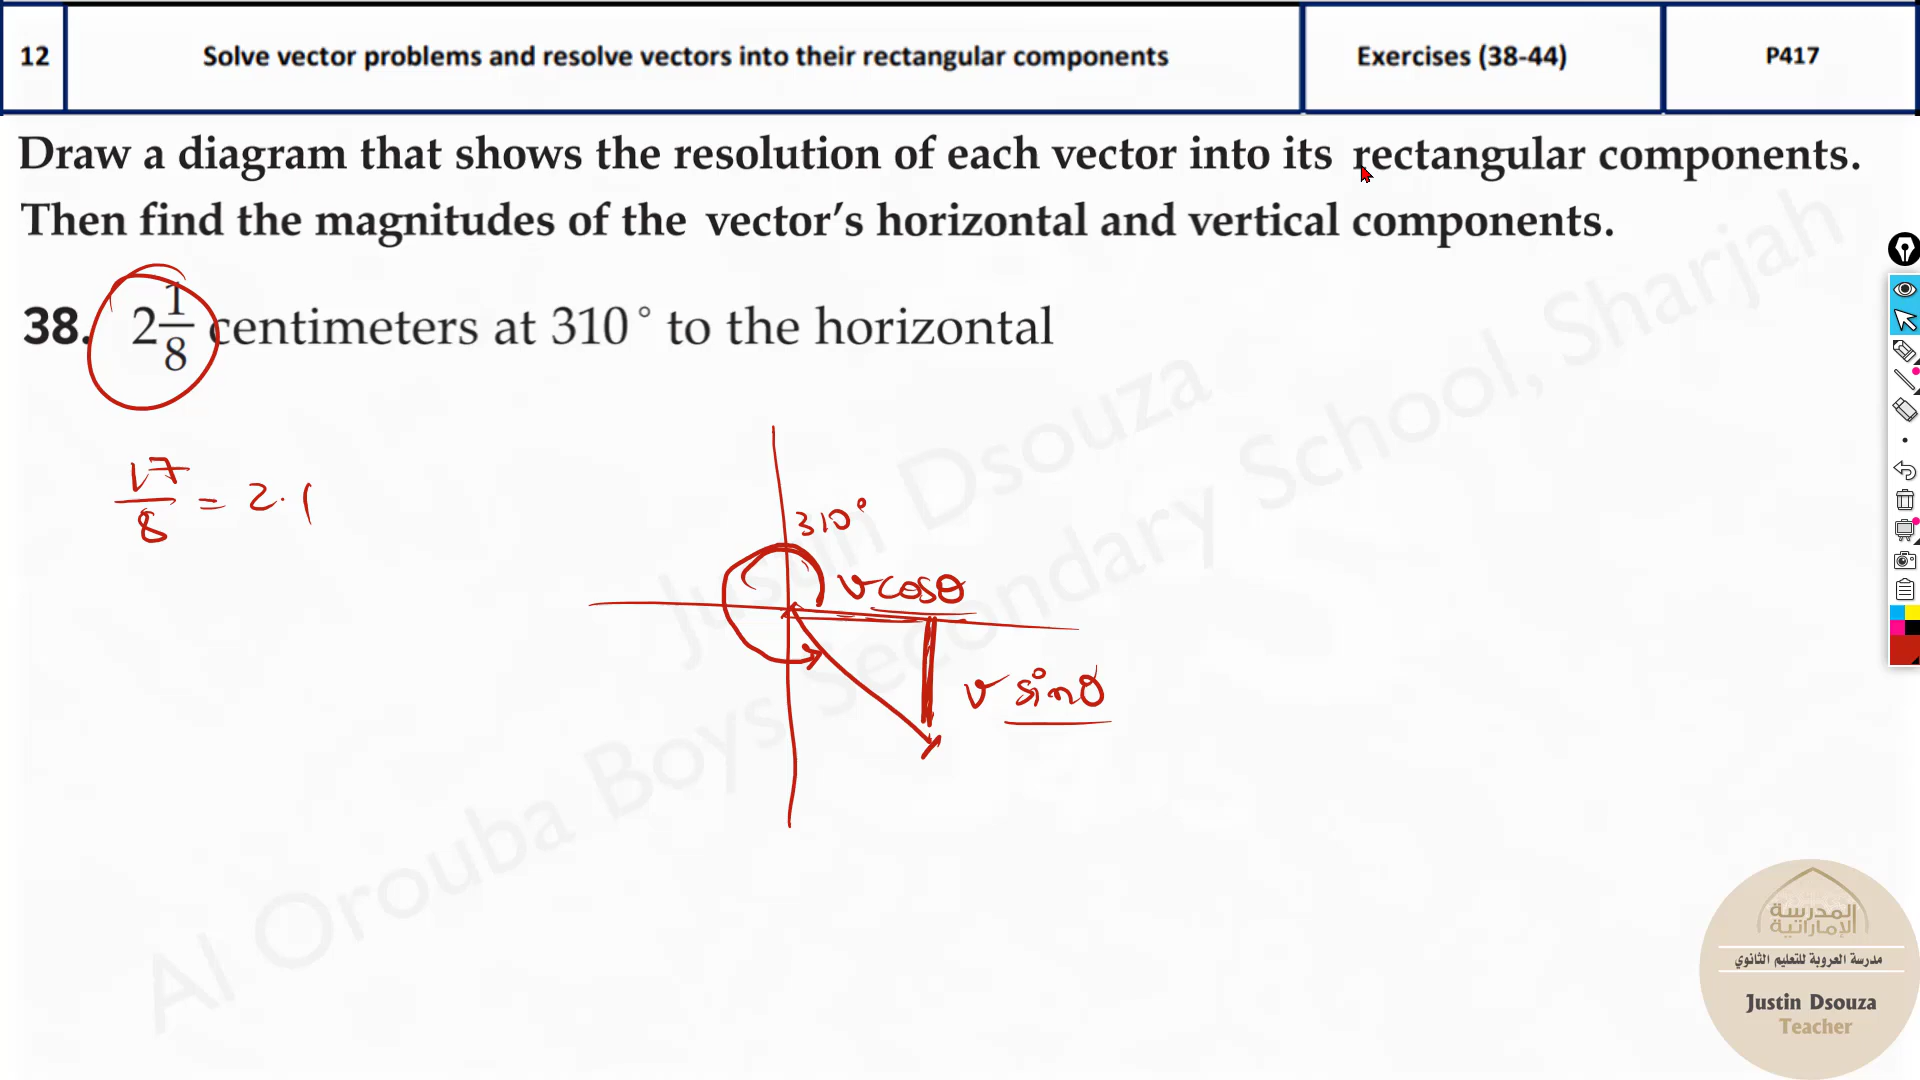 12 Solve vector problems and resolve vectors into their rectangular components Exercises (38-44) P417
Draw a diagram that shows the resolution of each vector into its rectangular components.
Then find the magnitudes of the vector's horizontal and vertical components.
38. 2 1/8 centimeters at 310° to the horizontal
17/8 = 2.1
310°
v cosθ
v sinθ
Justin Dsouza
Al Orouba Boys Secondary School, Sharjah
المدرسة
الإماراتية
مدرسة العروبة للتعليم الثانوي
Justin Dsouza
Teacher